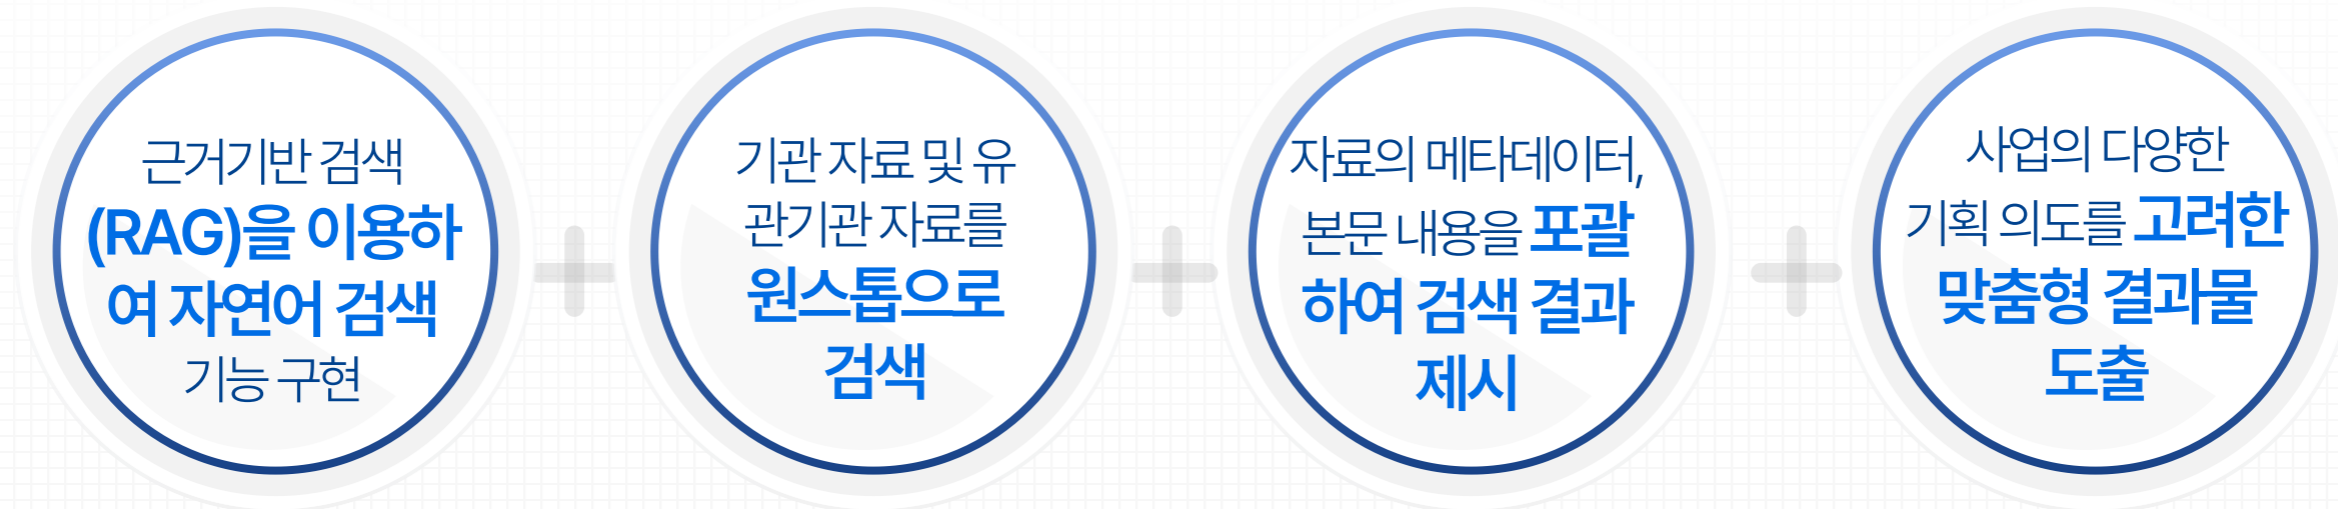 근거기반 검색
(RAG)을 이용하
여 자연어 검색
기능 구현
기관 자료 및 유
관기관 자료를
원스톱으로
검색
자료의 메타데이터,
본문 내용을 포괄
하여 검색 결과
제시
사업의 다양한
기획 의도를 고려한
맞춤형 결과물
도출